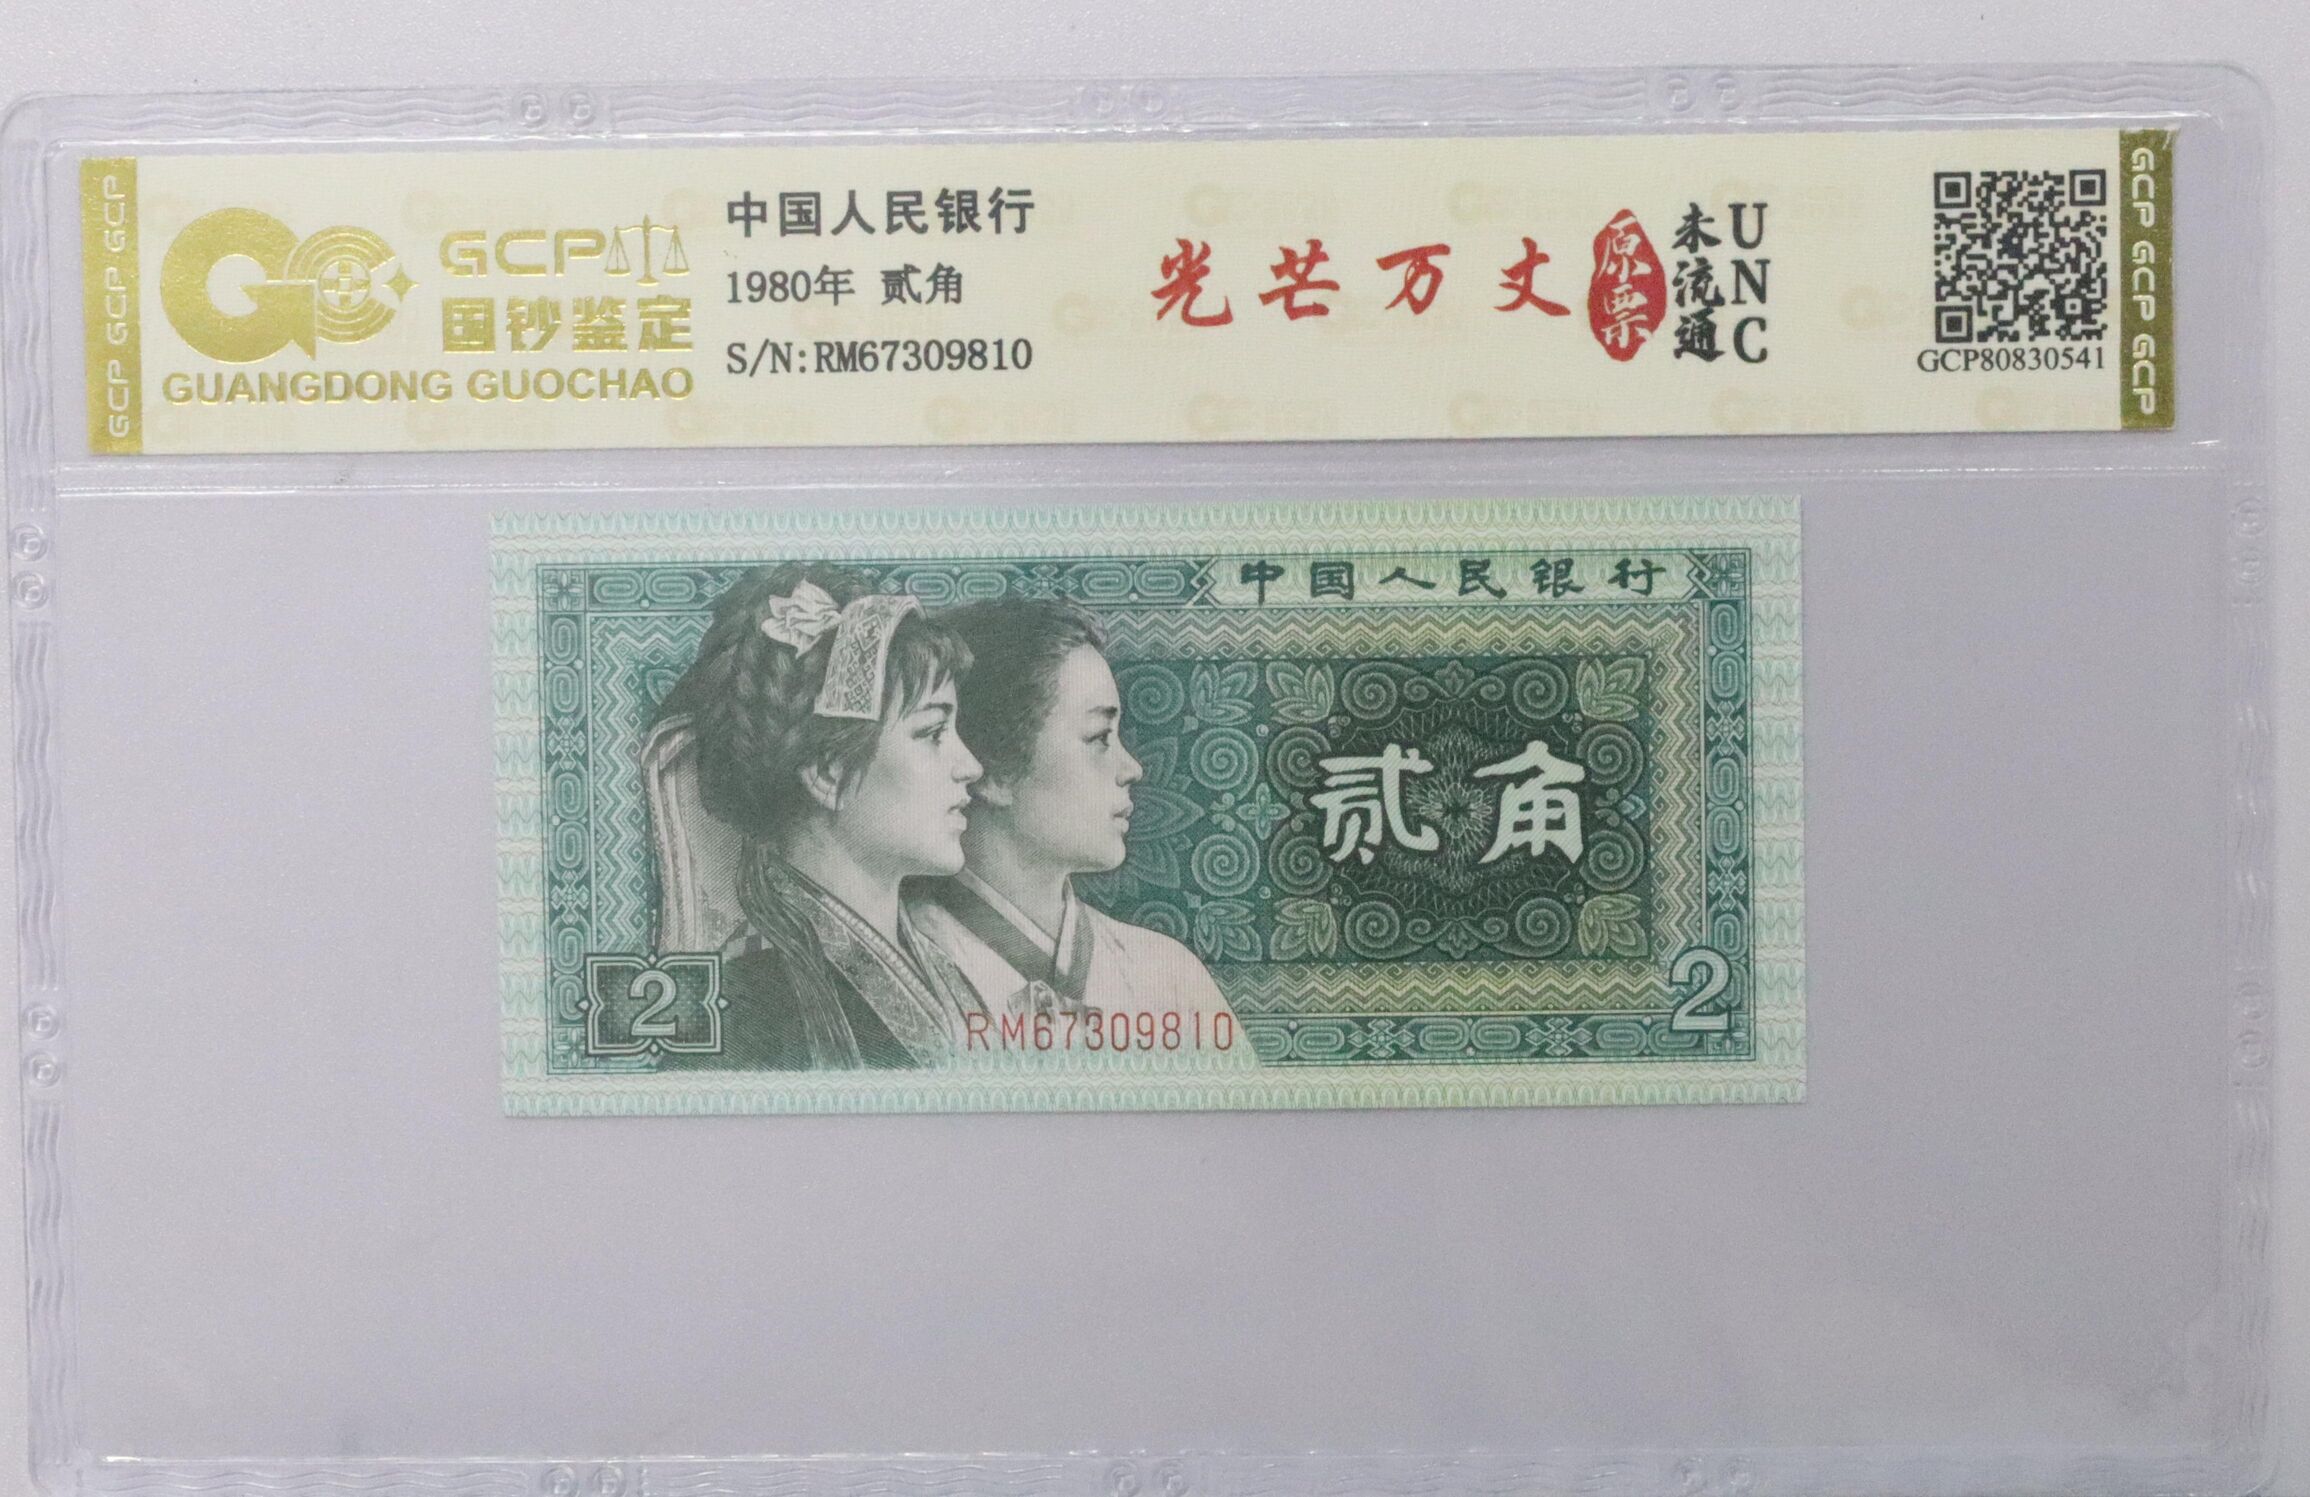 GCP GCP GCP
GCP
国钞鉴定
GUANGDONG GUOCHAO
中国人民银行
1980年 贰角
S/N:RM67309810
光芒万丈
原票
未流通
UNC
GCP80830541
GCP GCP GCP
中国人民银行
贰角
2
2
RM67309810